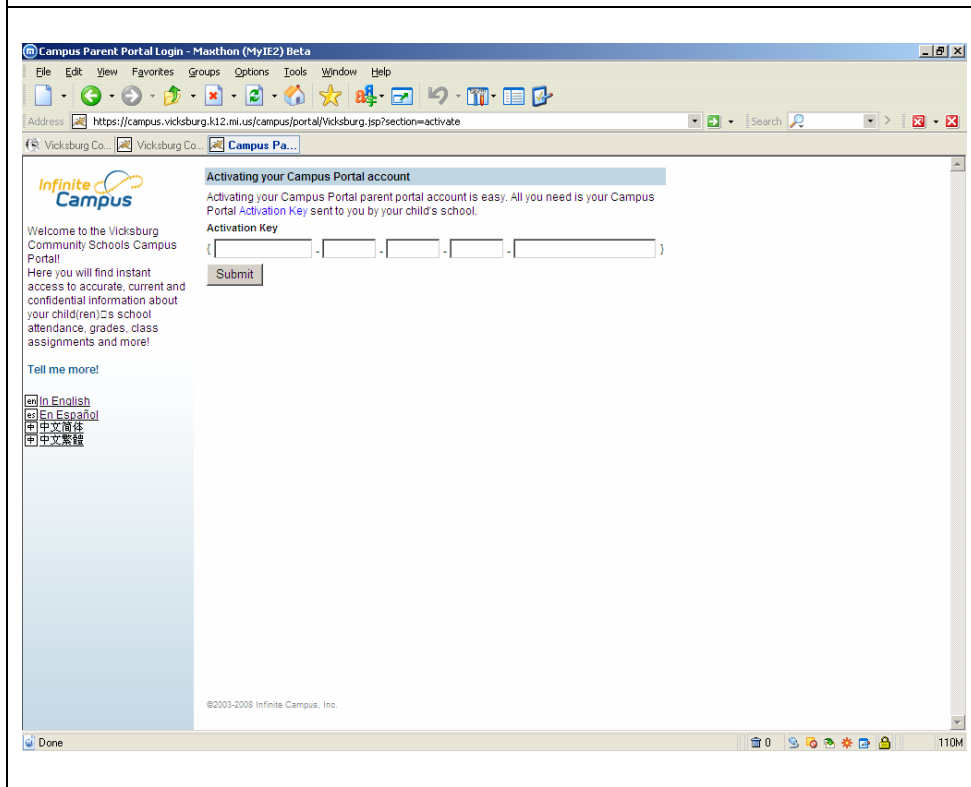 Campus Parent Portal Login - Maxthon (MyIE2) Beta
File Edit View Favorites Groups Options Tools Window Help
Address https://campus.vicksburg.k12.mi.us/campus/portal/Vicksburg.jsp?section=activate Search
Vicksburg Co... Vicksburg Co... Campus Pa...
Infinite
Campus
Welcome to the Vicksburg
Community Schools Campus
Portal!
Here you will find instant
access to accurate, current and
confidential information about
your child(ren)□s school
attendance, grades, class
assignments and more!
Tell me more!
en In English
es En Español
中 中文简体
中 中文繁體
Activating your Campus Portal account
Activating your Campus Portal parent portal account is easy. All you need is your Campus
Portal Activation Key sent to you by your child's school.
Activation Key
{ - - - - }
Submit
©2003-2008 Infinite Campus, Inc.
Done 0 110M